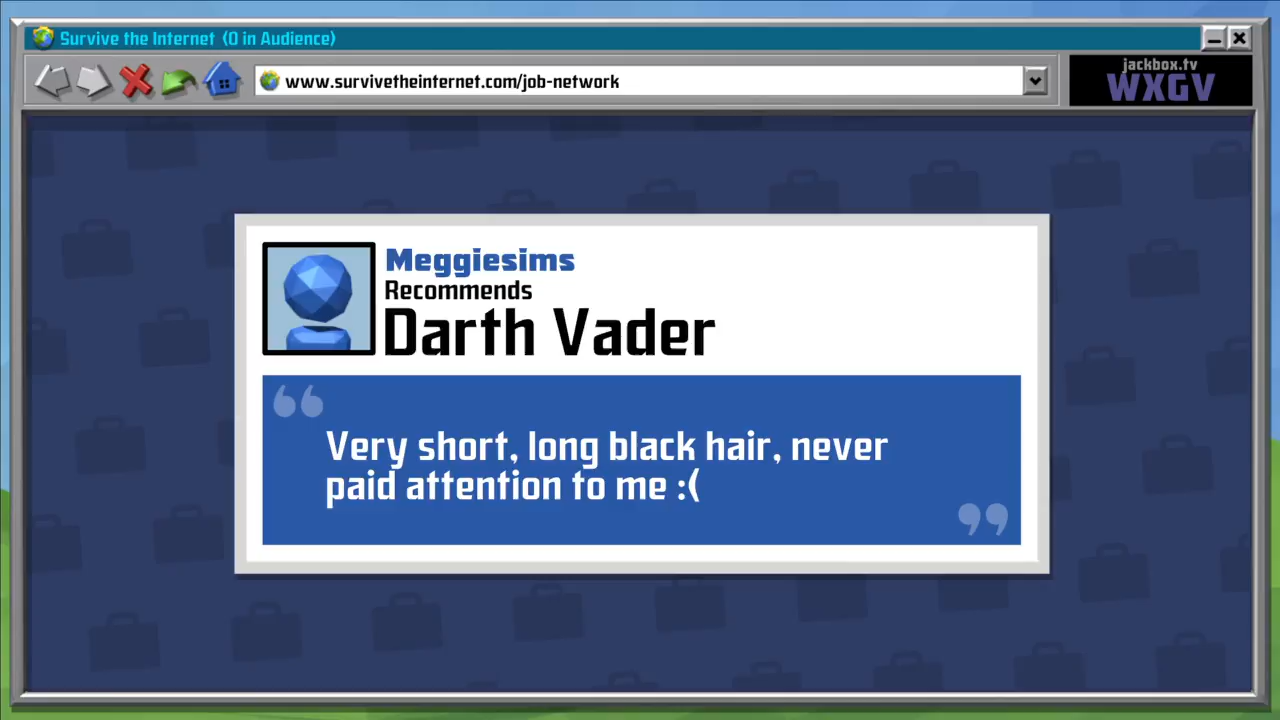 Survive the Internet (0 in Audience)
www.survivetheinternet.com/job-network
jackbox.tv
WXGV
Meggiesims
Recommends
Darth Vader
“
Very short, long black hair, never
paid attention to me :(
”